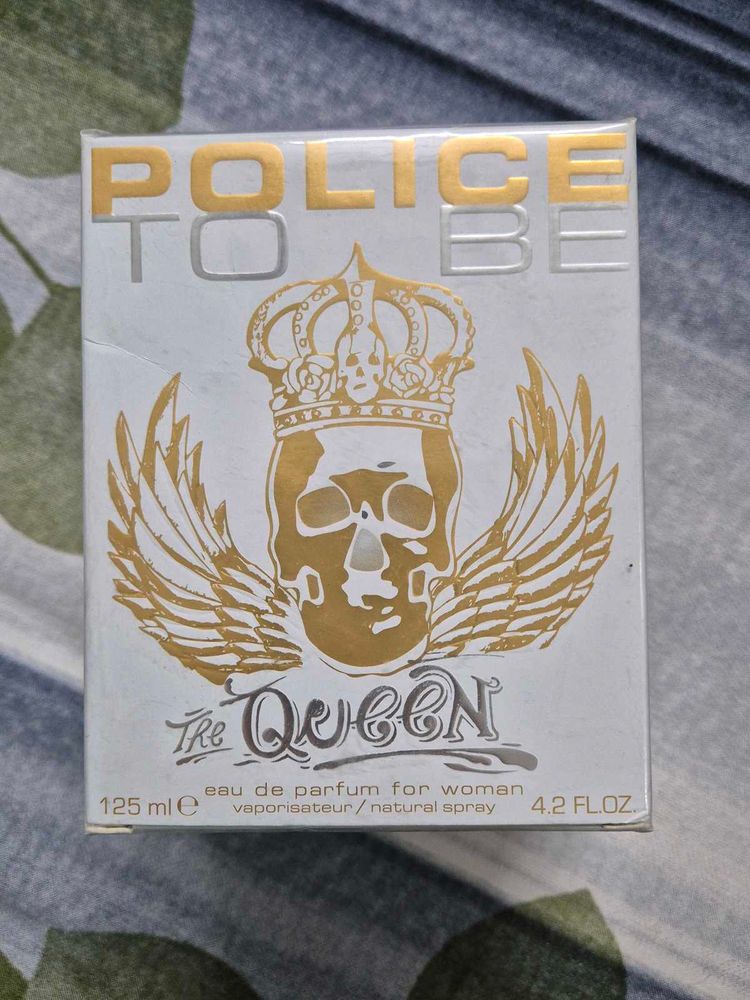 POLICE
TO BE
The QUEEN
eau de parfum for woman
125 ml ℮ vaporisateur / natural spray 4.2 FL.OZ.